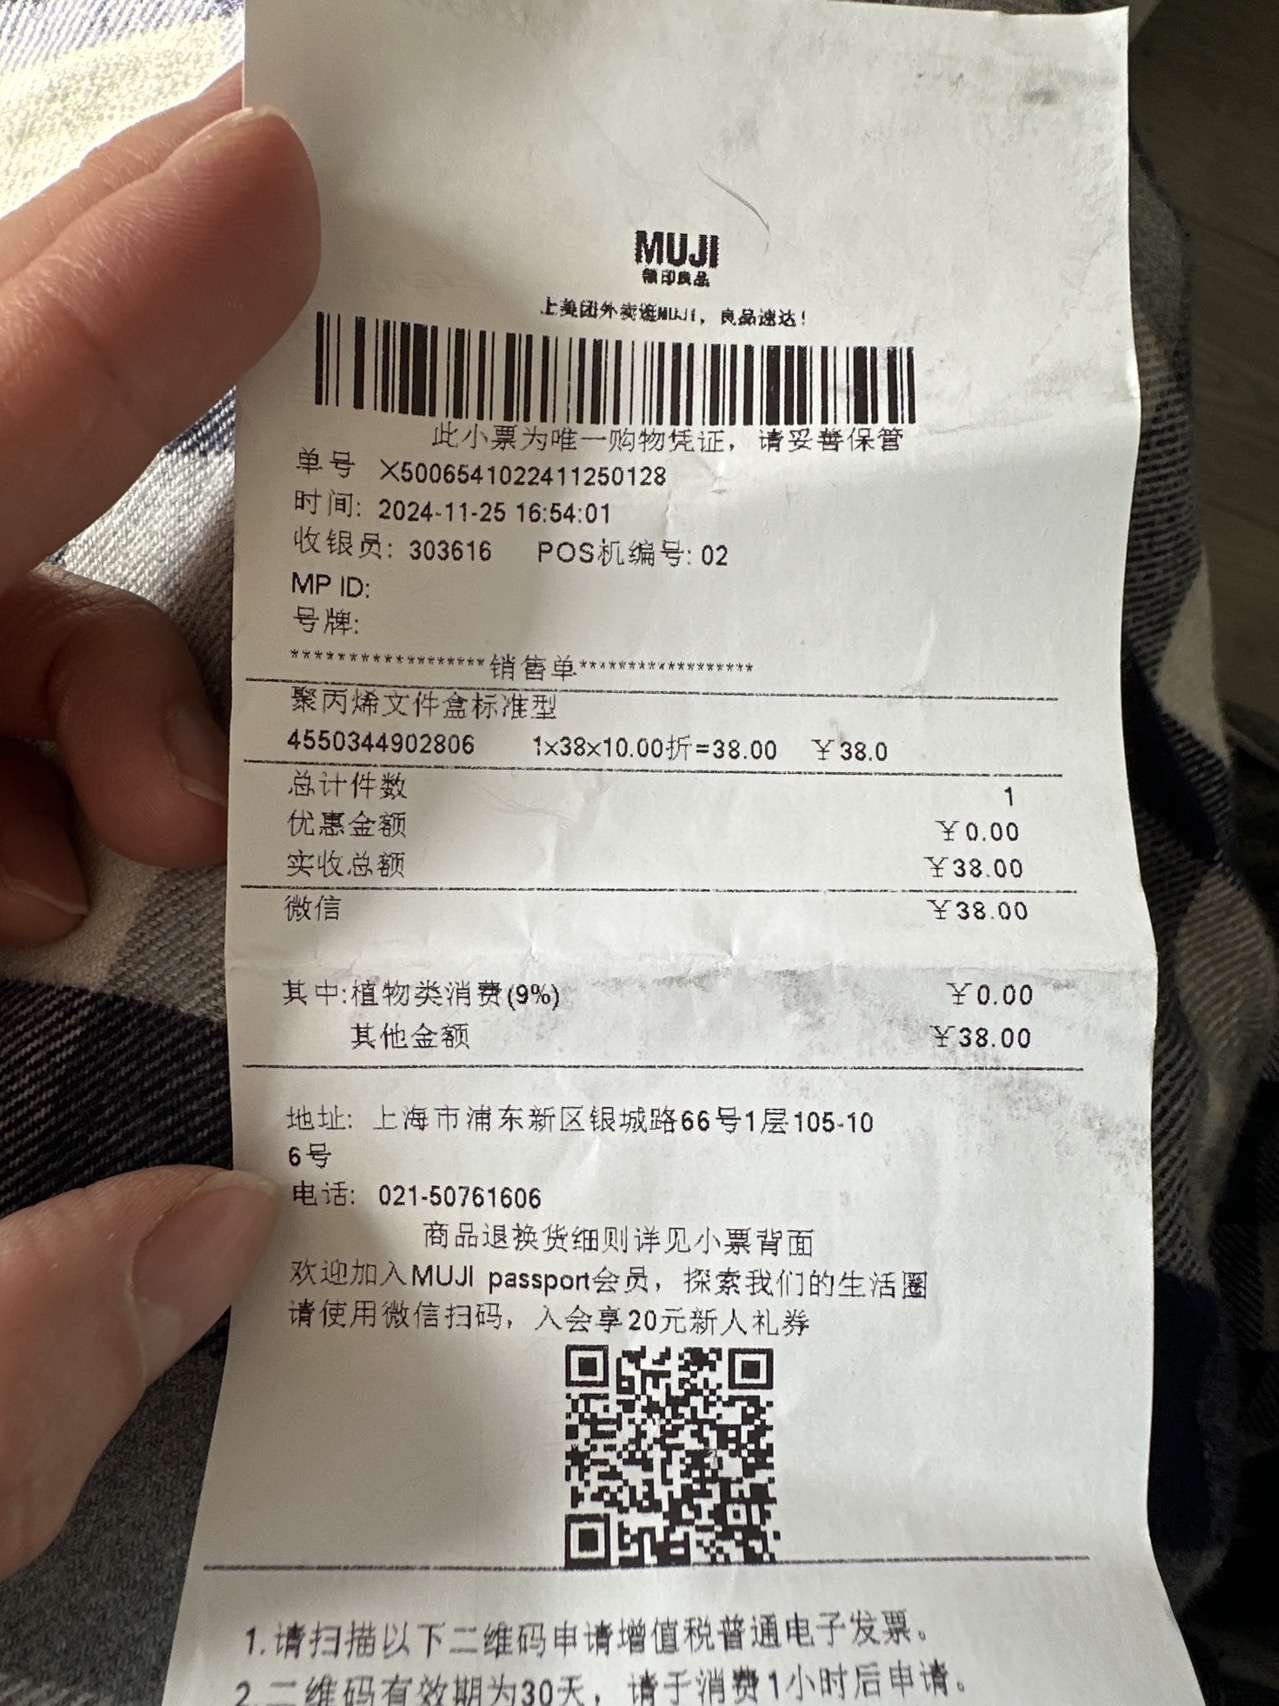 MUJI
無印良品
上美团外卖逛MUJI，良品速达！
此小票为唯一购物凭证，请妥善保管
单号 X5006541022411250128
时间: 2024-11-25 16:54:01
收银员: 303616 POS机编号: 02
MP ID:
号牌:
******************销售单******************
聚丙烯文件盒标准型
4550344902806 1x38x10.00折=38.00 ￥38.0
总计件数 1
优惠金额 ￥0.00
实收总额 ￥38.00
微信 ￥38.00
其中:植物类消费(9%) ￥0.00
其他金额 ￥38.00
地址: 上海市浦东新区银城路66号1层105-10
6号
电话: 021-50761606
商品退换货细则详见小票背面
欢迎加入MUJI passport会员，探索我们的生活圈
请使用微信扫码，入会享20元新人礼券
1.请扫描以下二维码申请增值税普通电子发票。
2.二维码有效期为30天，请于消费1小时后申请。